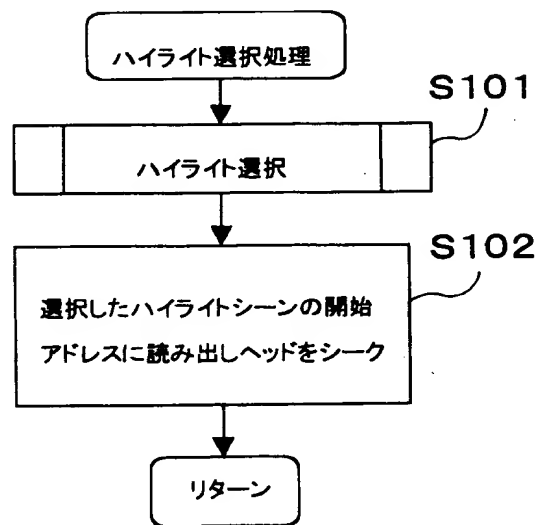 ハイライト選択処理
S101
ハイライト選択
S102
選択したハイライトシーンの開始
アドレスに読み出しヘッドをシーク
リターン